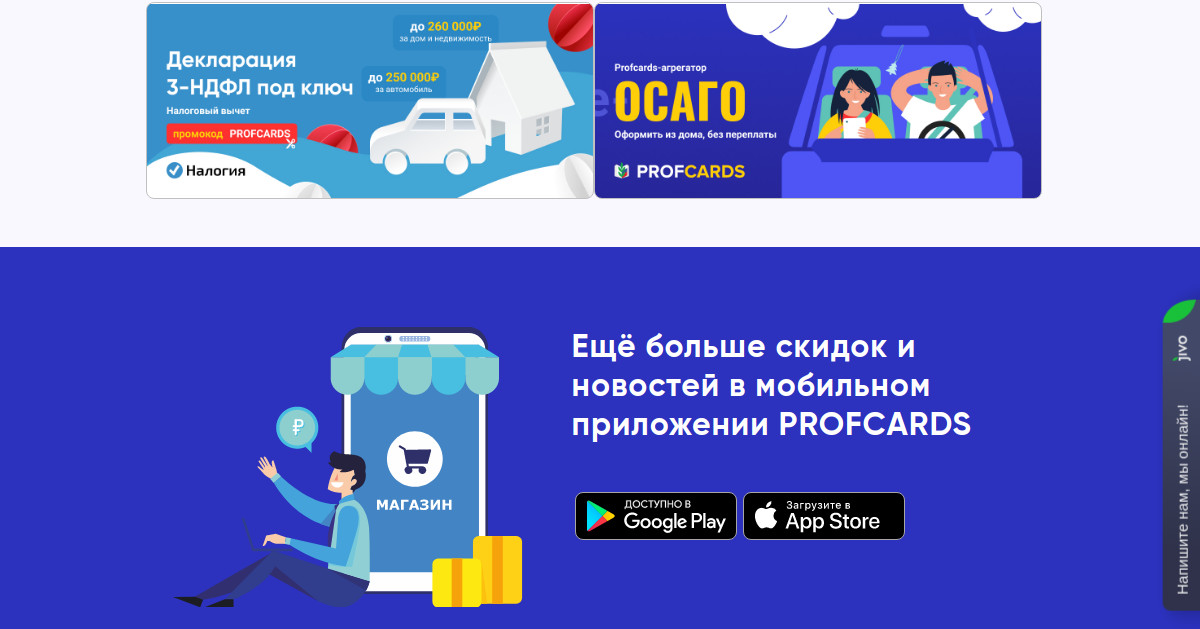 до 260 000₽
за дом и недвижимость
Декларация
3-НДФЛ под ключ
до 250 000₽
за автомобиль
Налоговый вычет
промокод PROFCARDS
Налогия
Profcards-агрегатор
е-
ОСАГО
Оформить из дома, без переплаты
PROFCARDS
Ещё больше скидок и
новостей в мобильном
приложении PROFCARDS
₽
МАГАЗИН
ДОСТУПНО В
Google Play
Загрузите в
App Store
jivo
Напишите нам, мы онлайн!